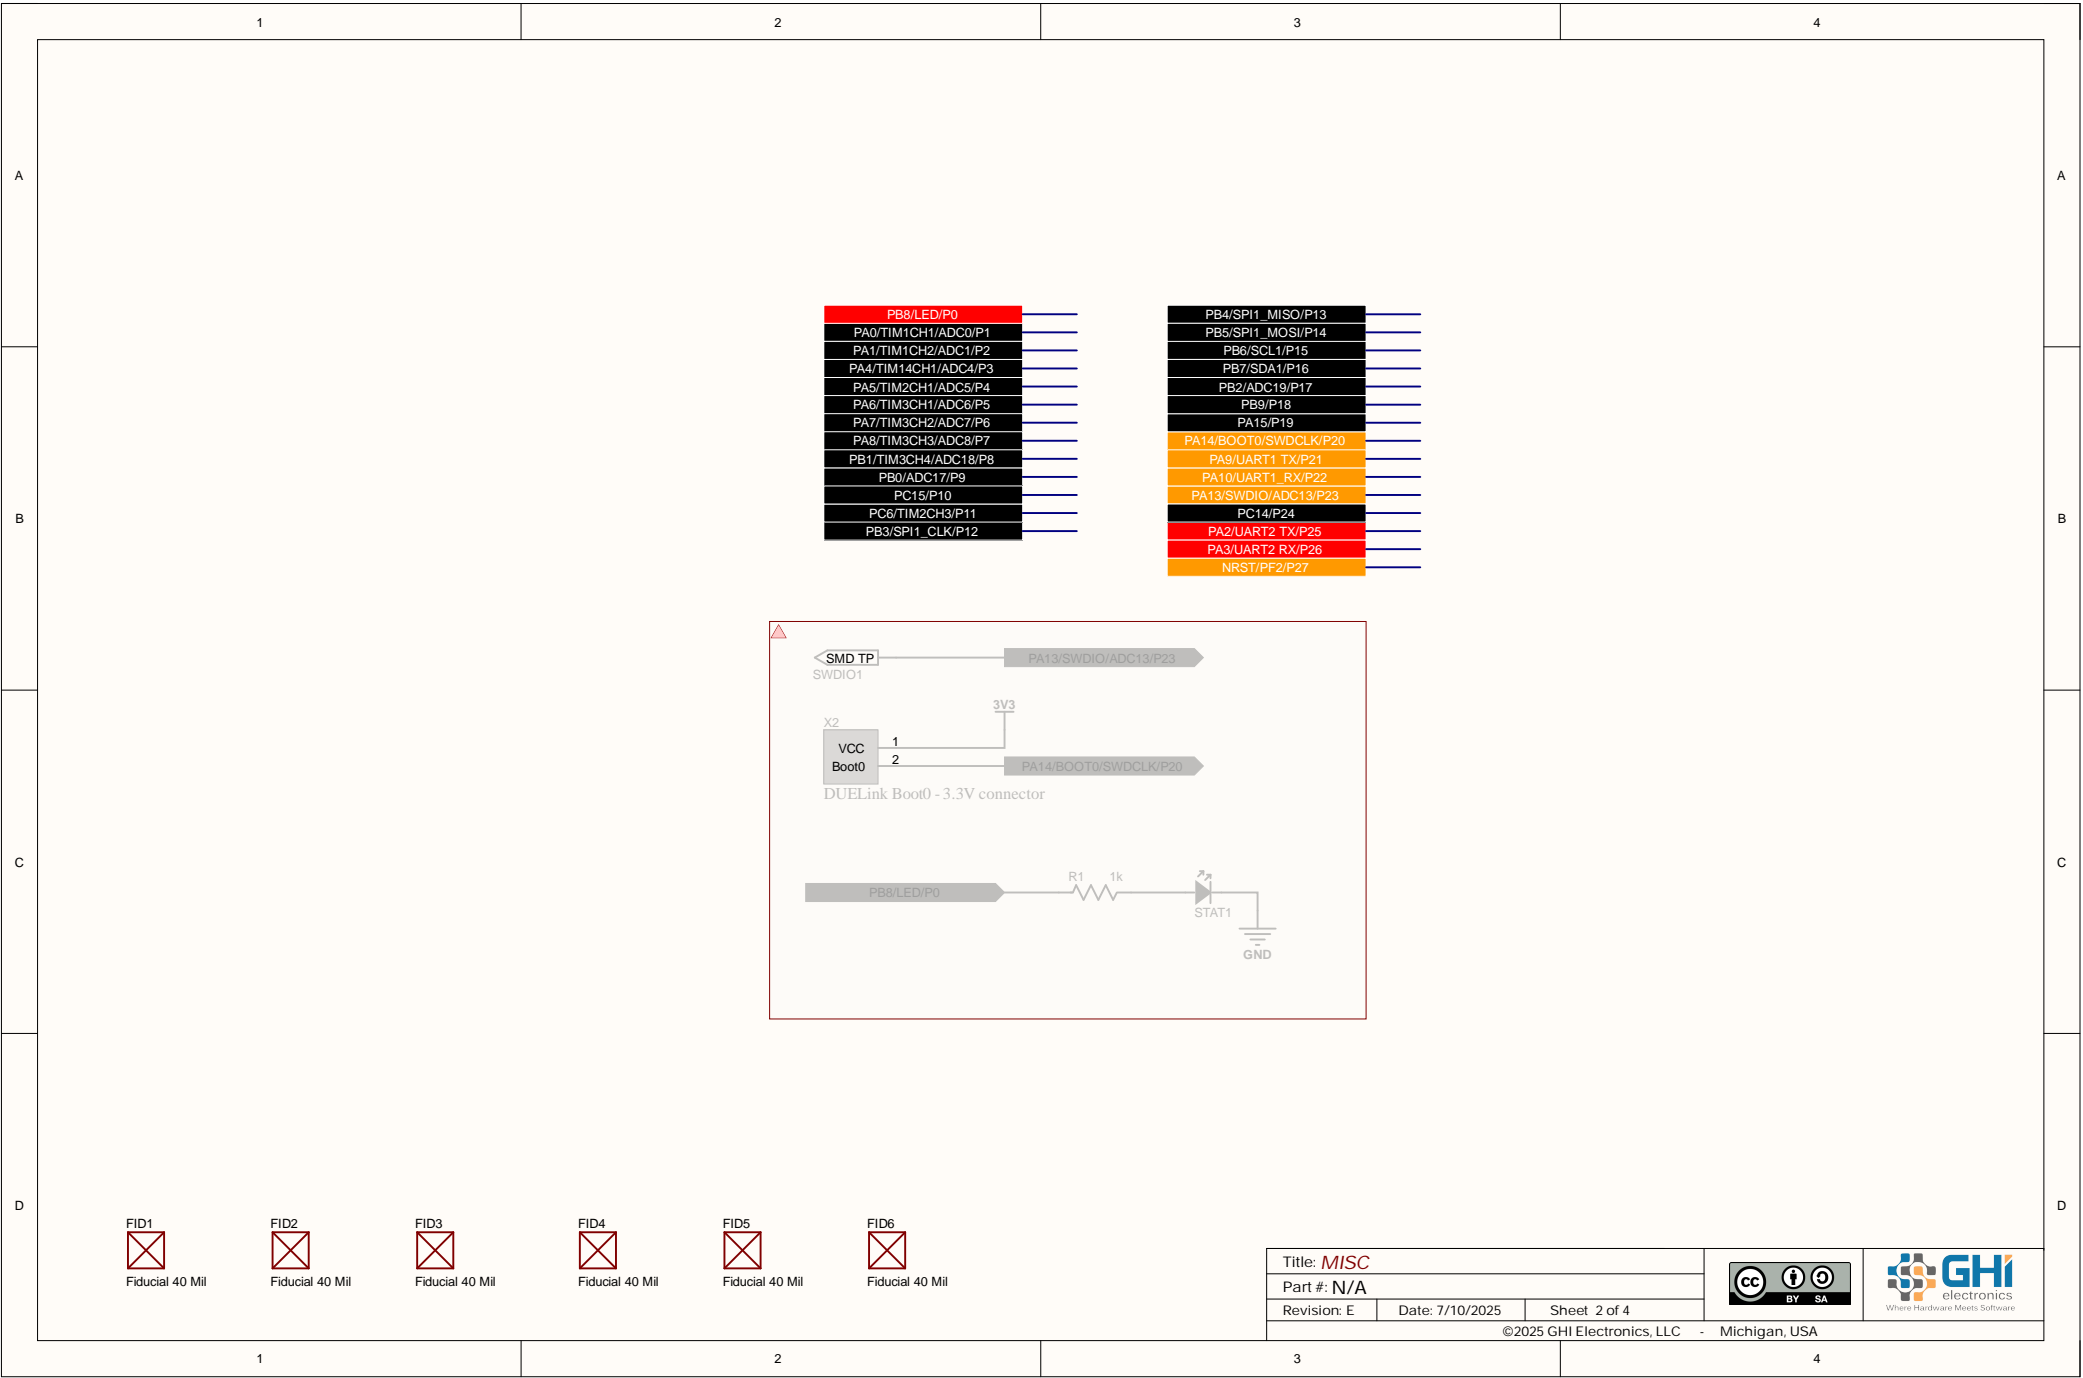 1 2 3 4
A A
PB8/LED/P0
PA0/TIM1CH1/ADC0/P1
PA1/TIM1CH2/ADC1/P2
PA4/TIM14CH1/ADC4/P3
PA5/TIM2CH1/ADC5/P4
PA6/TIM3CH1/ADC6/P5
PA7/TIM3CH2/ADC7/P6
PA8/TIM3CH3/ADC8/P7
PB1/TIM3CH4/ADC18/P8
PB0/ADC17/P9
PC15/P10
PC6/TIM2CH3/P11
PB3/SPI1_CLK/P12
PB4/SPI1_MISO/P13
PB5/SPI1_MOSI/P14
PB6/SCL1/P15
PB7/SDA1/P16
PB2/ADC19/P17
PB9/P18
PA15/P19
PA14/BOOT0/SWDCLK/P20
PA9/UART1 TX/P21
PA10/UART1_RX/P22
PA13/SWDIO/ADC13/P23
PC14/P24
PA2/UART2 TX/P25
PA3/UART2 RX/P26
NRST/PF2/P27
B B
SMD TP PA13/SWDIO/ADC13/P23
SWDIO1
3V3
X2
VCC 1
Boot0 2 PA14/BOOT0/SWDCLK/P20
DUELink Boot0 - 3.3V connector
C C
R1 1k
PB8/LED/P0
STAT1
GND
D D
FID1 FID2 FID3 FID4 FID5 FID6
Fiducial 40 Mil Fiducial 40 Mil Fiducial 40 Mil Fiducial 40 Mil Fiducial 40 Mil Fiducial 40 Mil
Title: MISC
Part #: N/A
Revision: E Date: 7/10/2025 Sheet 2 of 4
cc BY SA
GHI
electronics
Where Hardware Meets Software
©2025 GHI Electronics, LLC - Michigan, USA
1 2 3 4